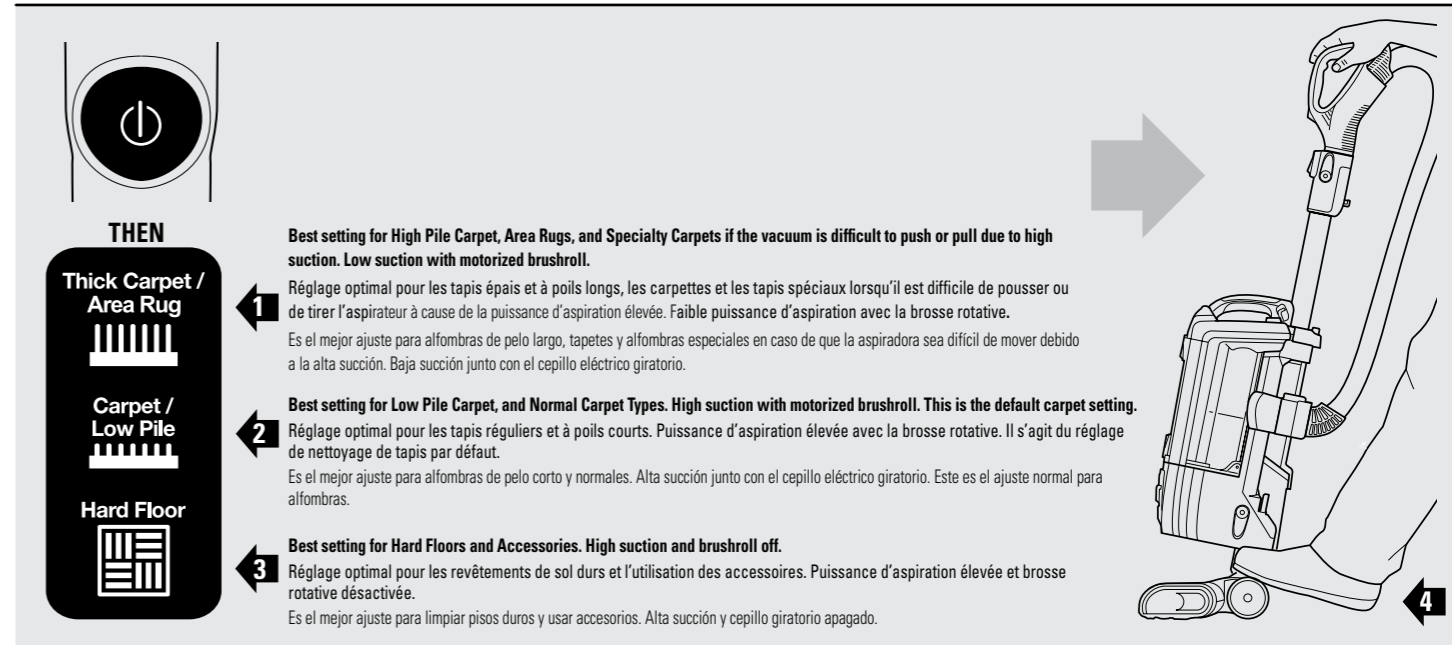 THEN
Thick Carpet /
Area Rug
1
Best setting for High Pile Carpet, Area Rugs, and Specialty Carpets if the vacuum is difficult to push or pull due to high
suction. Low suction with motorized brushroll.
Réglage optimal pour les tapis épais et à poils longs, les carpettes et les tapis spéciaux lorsqu’il est difficile de pousser ou
de tirer l’aspirateur à cause de la puissance d’aspiration élevée. Faible puissance d’aspiration avec la brosse rotative.
Es el mejor ajuste para alfombras de pelo largo, tapetes y alfombras especiales en caso de que la aspiradora sea difícil de mover debido
a la alta succión. Baja succión junto con el cepillo eléctrico giratorio.
Carpet /
Low Pile
2
Best setting for Low Pile Carpet, and Normal Carpet Types. High suction with motorized brushroll. This is the default carpet setting.
Réglage optimal pour les tapis réguliers et à poils courts. Puissance d’aspiration élevée avec la brosse rotative. Il s’agit du réglage
de nettoyage de tapis par défaut.
Es el mejor ajuste para alfombras de pelo corto y normales. Alta succión junto con el cepillo eléctrico giratorio. Este es el ajuste normal para
alfombras.
Hard Floor
3
Best setting for Hard Floors and Accessories. High suction and brushroll off.
Réglage optimal pour les revêtements de sol durs et l’utilisation des accessoires. Puissance d’aspiration élevée et brosse
rotative désactivée.
Es el mejor ajuste para limpiar pisos duros y usar accesorios. Alta succión y cepillo giratorio apagado.
4